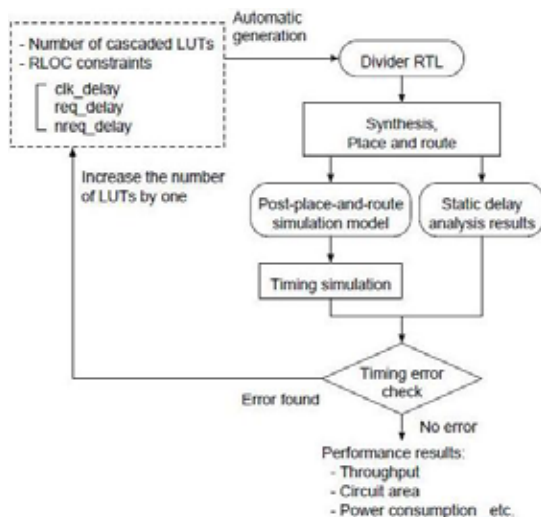 - Number of cascaded LUTs
- RLOC constraints
clk_delay
req_delay
nreq_delay
Automatic
generation
Divider RTL
Synthesis,
Place and route
Increase the number
of LUTs by one
Post-place-and-route
simulation model
Static delay
analysis results
Timing simulation
Timing error
check
Error found
No error
Performance results:
- Throughput
- Circuit area
- Power consumption etc.